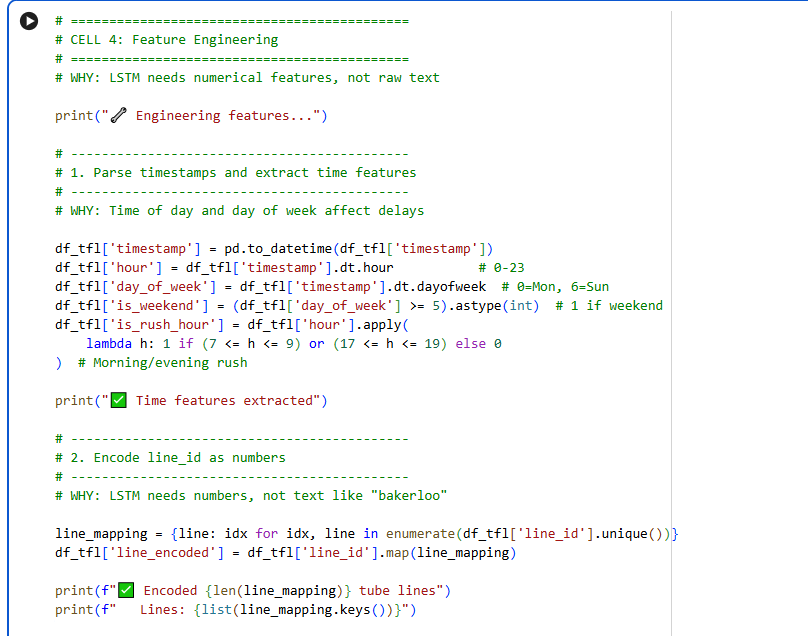 # ===========================================
# CELL 4: Feature Engineering
# ===========================================
# WHY: LSTM needs numerical features, not raw text
print("🔧 Engineering features...")
# -------------------------------------------
# 1. Parse timestamps and extract time features
# -------------------------------------------
# WHY: Time of day and day of week affect delays
df_tfl['timestamp'] = pd.to_datetime(df_tfl['timestamp'])
df_tfl['hour'] = df_tfl['timestamp'].dt.hour           # 0-23
df_tfl['day_of_week'] = df_tfl['timestamp'].dt.dayofweek  # 0=Mon, 6=Sun
df_tfl['is_weekend'] = (df_tfl['day_of_week'] >= 5).astype(int)  # 1 if weekend
df_tfl['is_rush_hour'] = df_tfl['hour'].apply(
    lambda h: 1 if (7 <= h <= 9) or (17 <= h <= 19) else 0
)  # Morning/evening rush
print("✅ Time features extracted")
# -------------------------------------------
# 2. Encode line_id as numbers
# -------------------------------------------
# WHY: LSTM needs numbers, not text like "bakerloo"
line_mapping = {line: idx for idx, line in enumerate(df_tfl['line_id'].unique())}
df_tfl['line_encoded'] = df_tfl['line_id'].map(line_mapping)
print(f"✅ Encoded {len(line_mapping)} tube lines")
print(f"   Lines: {list(line_mapping.keys())}")